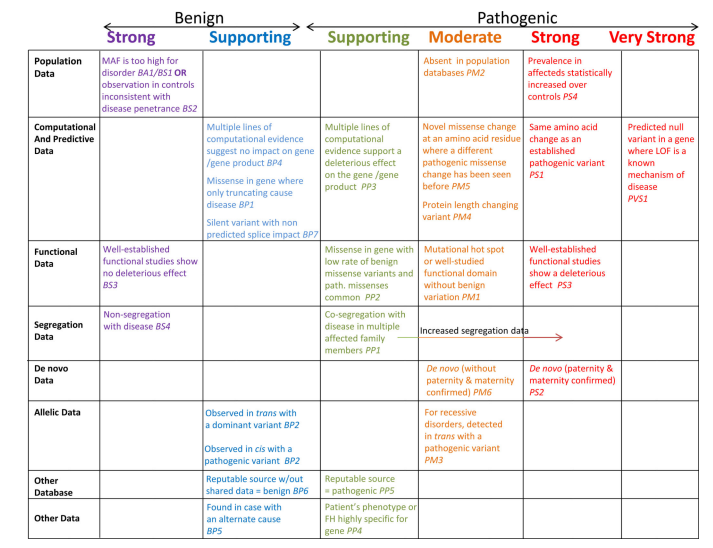 Benign
Pathogenic
Strong
Supporting
Supporting
Moderate
Strong
Very Strong
Population
Data
MAF is too high for
disorder BA1/BS1 OR
observation in controls
inconsistent with
disease penetrance BS2
Absent in population
databases PM2
Prevalence in
affecteds statistically
increased over
controls PS4
Computational
And Predictive
Data
Multiple lines of
computational evidence
suggest no impact on gene
/gene product BP4
Missense in gene where
only truncating cause
disease BP1
Silent variant with non
predicted splice impact BP7
Multiple lines of
computational
evidence support a
deleterious effect
on the gene /gene
product PP3
Novel missense change
at an amino acid residue
where a different
pathogenic missense
change has been seen
before PM5
Protein length changing
variant PM4
Same amino acid
change as an
established
pathogenic variant
PS1
Predicted null
variant in a gene
where LOF is a
known
mechanism of
disease
PVS1
Functional
Data
Well-established
functional studies show
no deleterious effect
BS3
Missense in gene with
low rate of benign
missense variants and
path. missenses
common PP2
Mutational hot spot
or well-studied
functional domain
without benign
variation PM1
Well-established
functional studies
show a deleterious
effect PS3
Segregation
Data
Non-segregation
with disease BS4
Co-segregation with
disease in multiple
affected family
members PP1
Increased segregation data
De novo
Data
De novo (without
paternity & maternity
confirmed) PM6
De novo (paternity &
maternity confirmed)
PS2
Allelic Data
Observed in trans with
a dominant variant BP2
Observed in cis with a
pathogenic variant BP2
For recessive
disorders, detected
in trans with a
pathogenic variant
PM3
Other
Database
Reputable source w/out
shared data = benign BP6
Reputable source
= pathogenic PP5
Other Data
Found in case with
an alternate cause
BP5
Patient's phenotype or
FH highly specific for
gene PP4